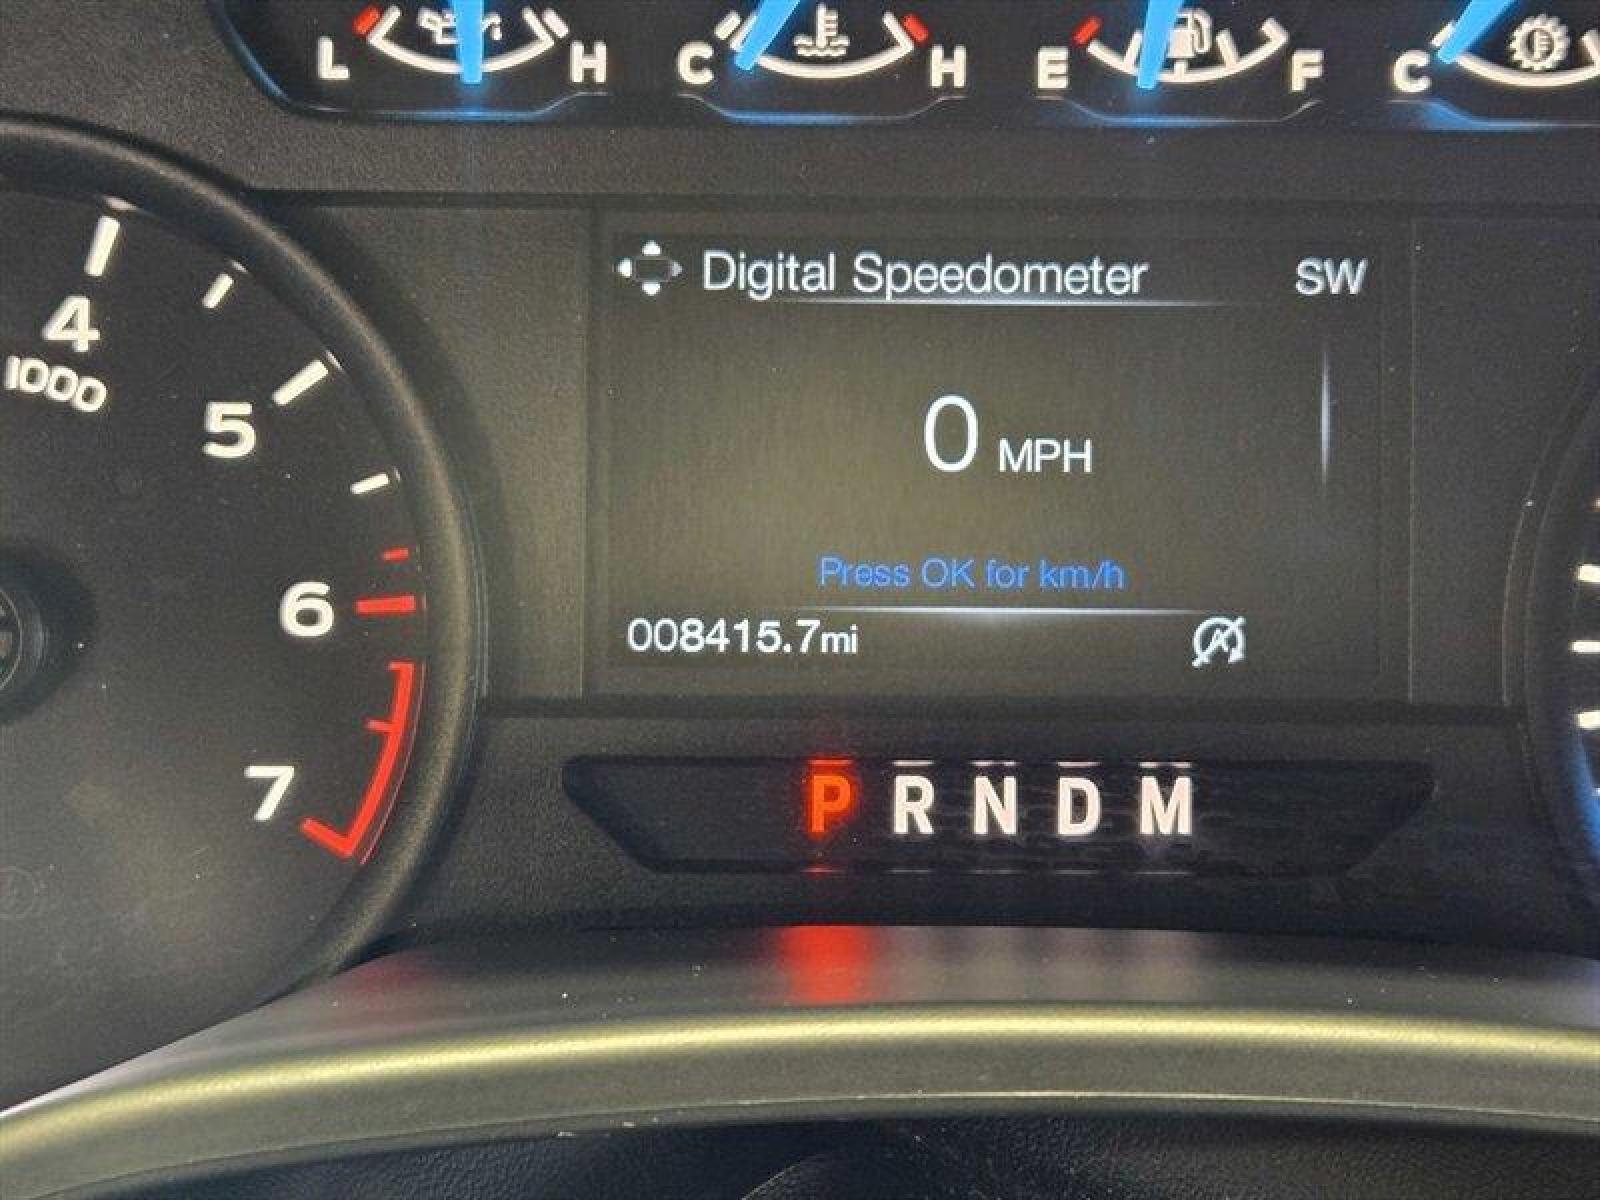 L H C H E F C
Digital Speedometer SW
4
1000
5
0 MPH
Press OK for km/h
6
008415.7mi
7
P R N D M